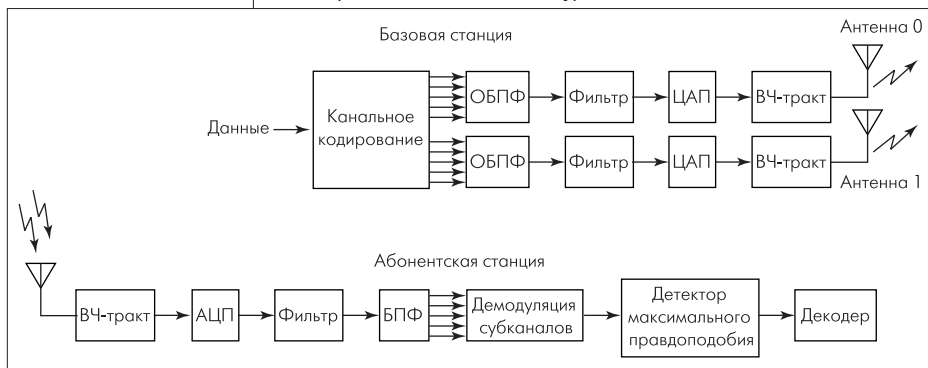 Базовая станция
Антенна 0
Данные
Канальное
кодирование
ОБПФ
Фильтр
ЦАП
ВЧ-тракт
ОБПФ
Фильтр
ЦАП
ВЧ-тракт
Антенна 1
Абонентская станция
ВЧ-тракт
АЦП
Фильтр
БПФ
Демодуляция
субканалов
Детектор
максимального
правдоподобия
Декодер